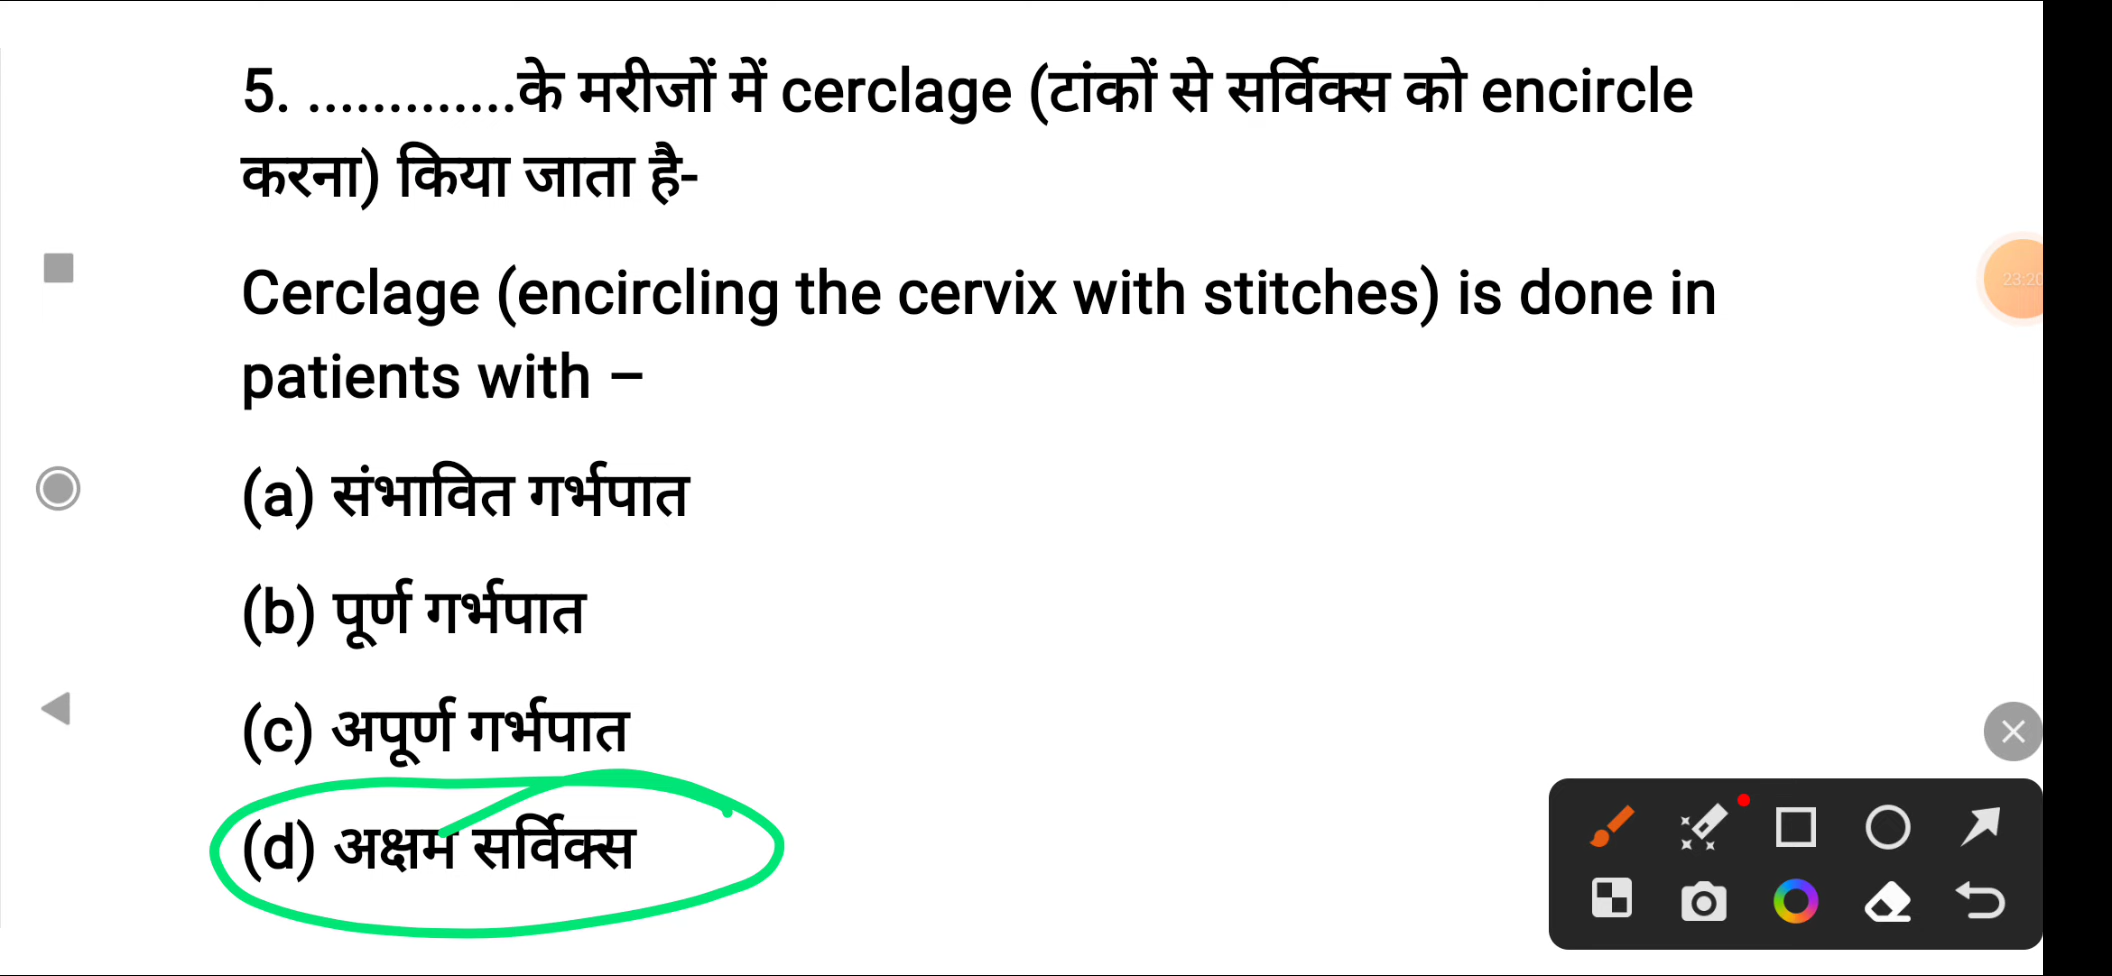 5. .............के मरीजों में cerclage (टांकों से सर्विक्स को encircle
करना) किया जाता है-
Cerclage (encircling the cervix with stitches) is done in
patients with –
(a) संभावित गर्भपात
(b) पूर्ण गर्भपात
(c) अपूर्ण गर्भपात
(d) अक्षम सर्विक्स